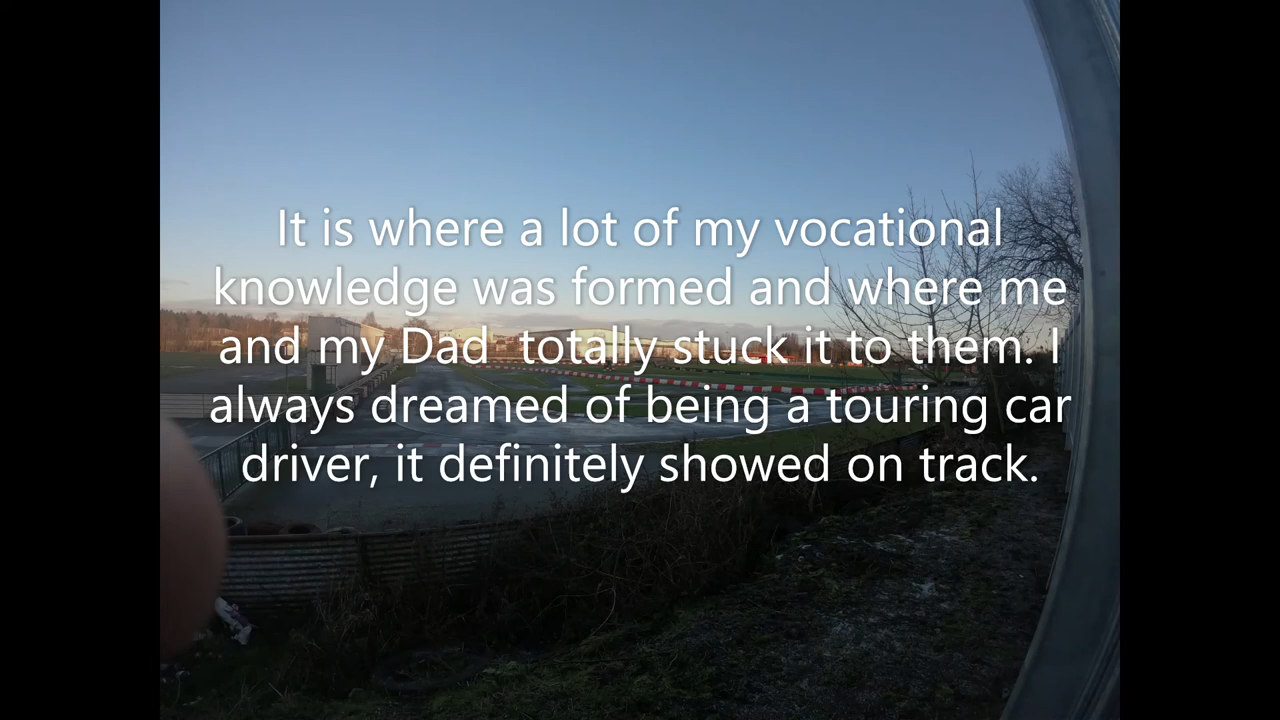 It is where a lot of my vocational
knowledge was formed and where me
and my Dad  totally stuck it to them. I
always dreamed of being a touring car
driver, it definitely showed on track.